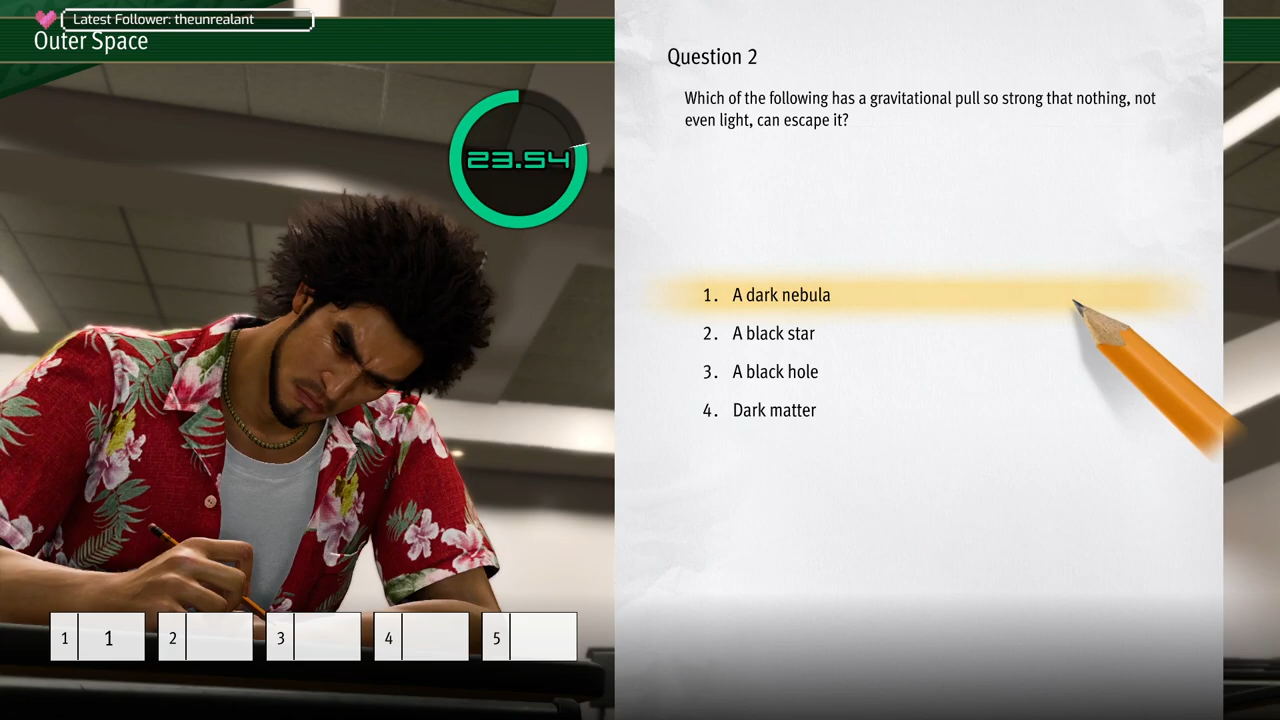 Latest Follower: theunrealant
Outer Space
23.54
Question 2
Which of the following has a gravitational pull so strong that nothing, not
even light, can escape it?
1. A dark nebula
2. A black star
3. A black hole
4. Dark matter
1 1 2 3 4 5